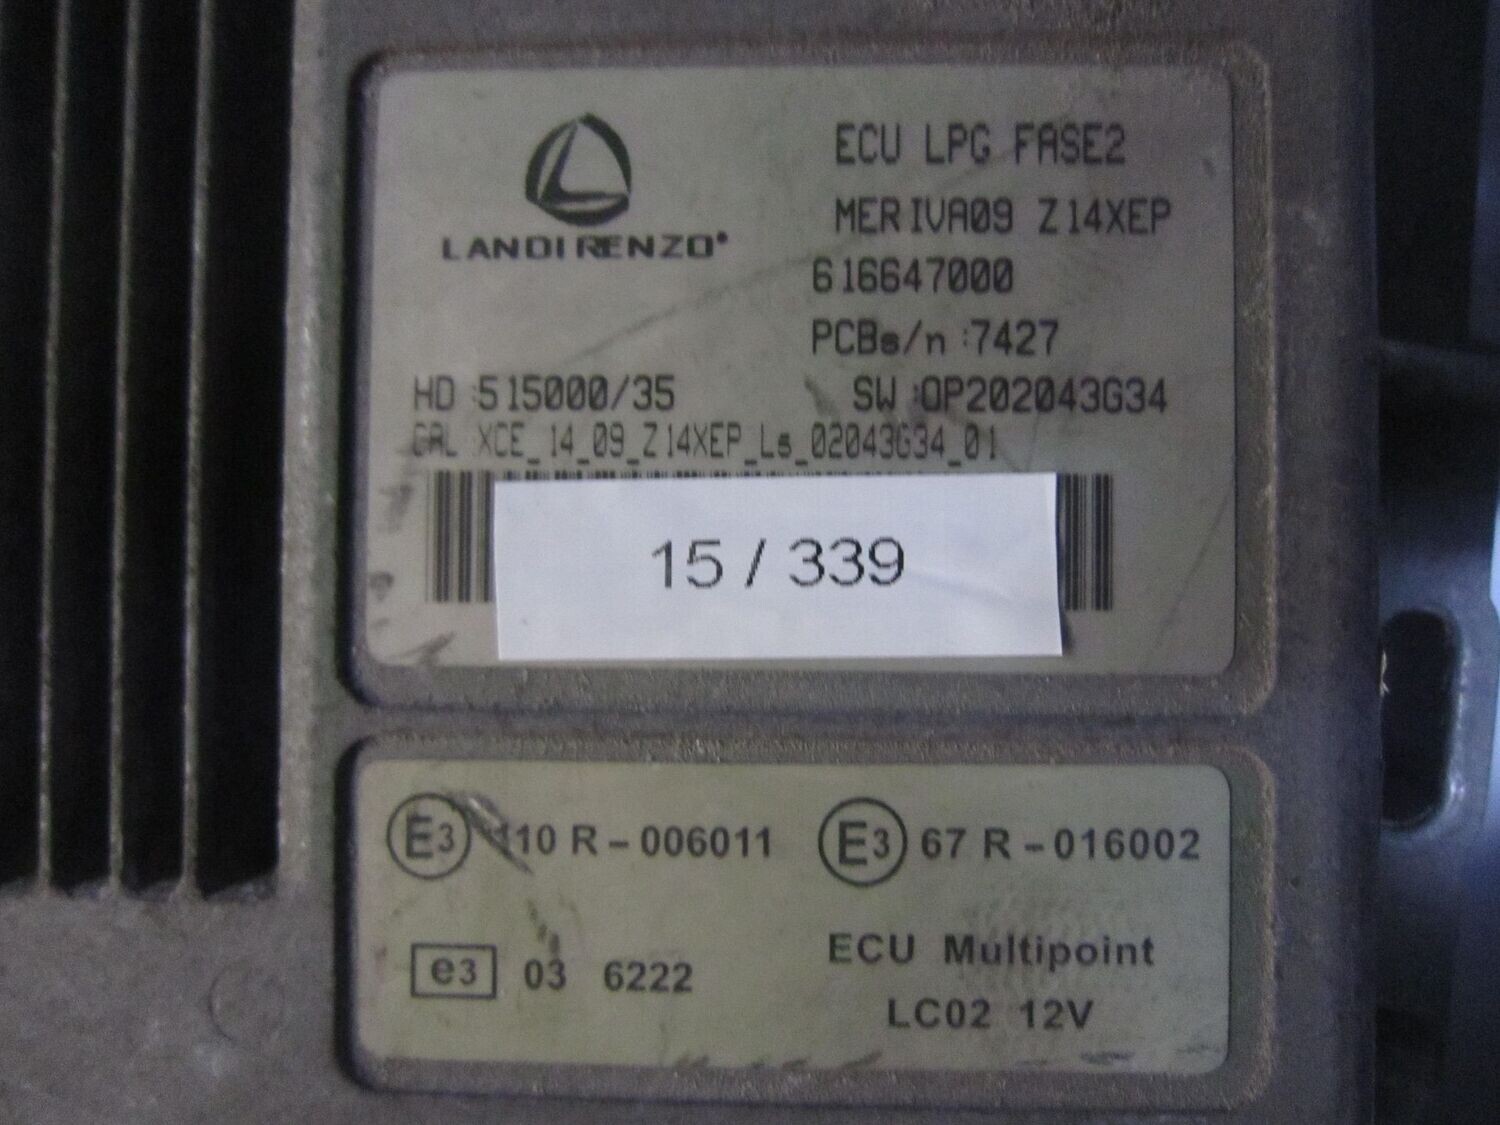 LANDIRENZO®
ECU LPG FASE2
MERIVA09 Z14XEP
616647000
PCBs/n :7427
HD :515000/35 SW :OP202043G34
CAL :XCE_14_09_Z14XEP_Ls_02043G34_01
15 / 339
E3 110 R – 006011 E3 67 R – 016002
e3 03 6222
ECU Multipoint
LC02 12V